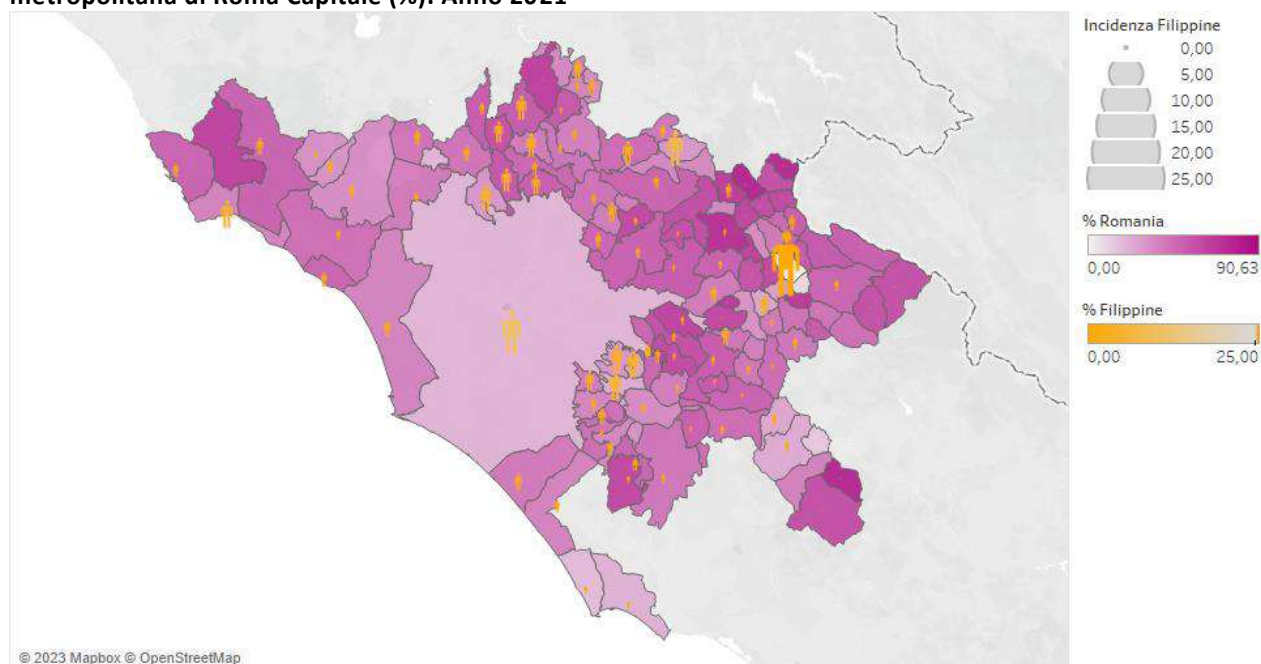 metropolitana di Roma Capitale (%). Anno 2021
Incidenza Filippine
0,00
5,00
10,00
15,00
20,00
25,00
% Romania
0,00 90,63
% Filippine
0,00 25,00
© 2023 Mapbox © OpenStreetMap